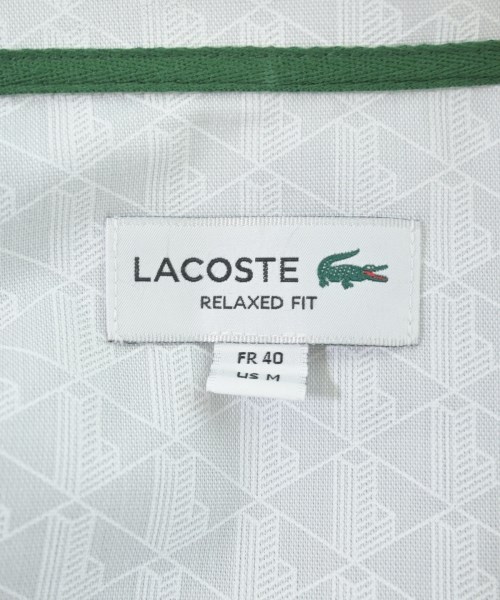 LACOSTE
RELAXED FIT
FR 40
US M